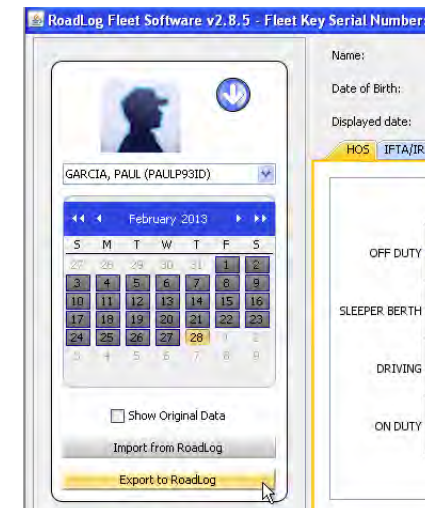 RoadLog Fleet Software v2.8.5 - Fleet Key Serial Number:
Name:
Date of Birth:
Displayed date:
HOS IFTA/IR
GARCIA, PAUL (PAULP93ID)
February 2013
S M T W T F S
27 28 29 30 31 1 2
3 4 5 6 7 8 9
10 11 12 13 14 15 16
17 18 19 20 21 22 23
24 25 26 27 28 1 2
3 4 5 6 7 8 9
Show Original Data
Import from RoadLog
Export to RoadLog
OFF DUTY
SLEEPER BERTH
DRIVING
ON DUTY